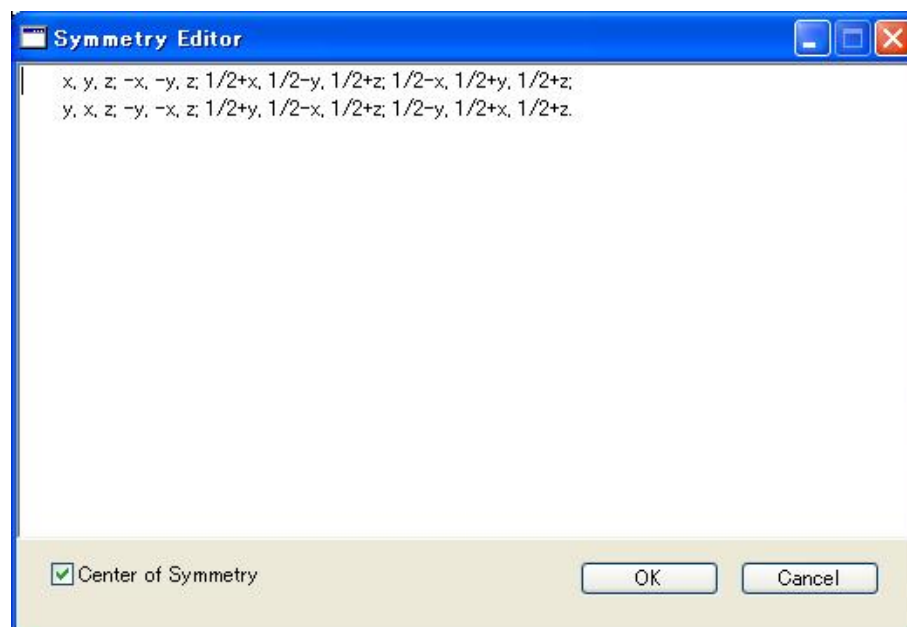 Symmetry Editor
x, y, z; -x, -y, z; 1/2+x, 1/2-y, 1/2+z; 1/2-x, 1/2+y, 1/2+z;
y, x, z; -y, -x, z; 1/2+y, 1/2-x, 1/2+z; 1/2-y, 1/2+x, 1/2+z.
Center of Symmetry
OK Cancel